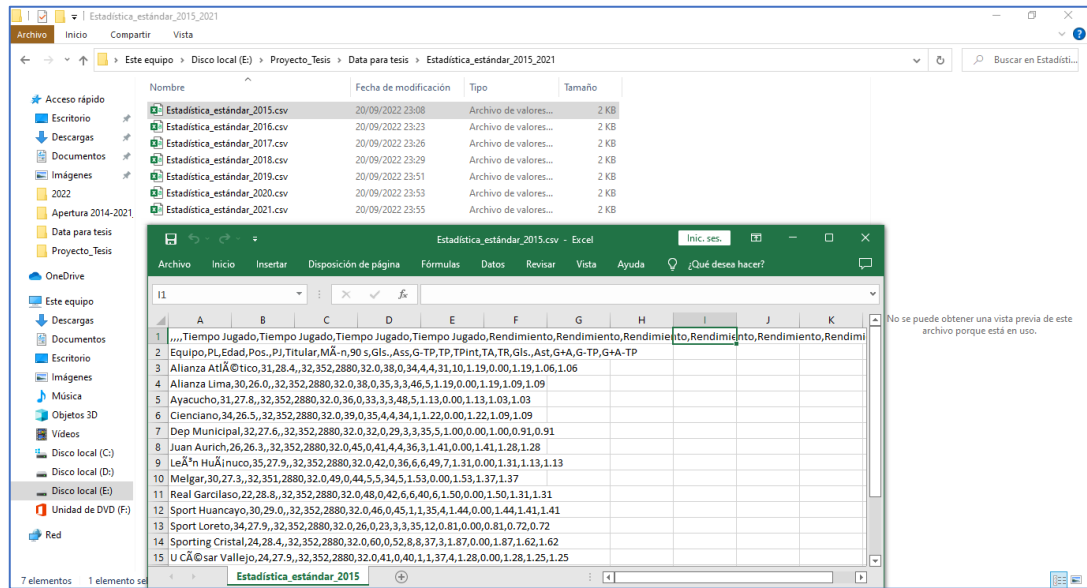 Estadística_estándar_2015_2021
Archivo Inicio Compartir Vista
Este equipo > Disco local (E:) > Proyecto_Tesis > Data para tesis > Estadística_estándar_2015_2021
Buscar en Estadísti...
Nombre Fecha de modificación Tipo Tamaño
Acceso rápido
Escritorio
Descargas
Documentos
Imágenes
2022
Apertura 2014-2021
Data para tesis
Proyecto_Tesis
OneDrive
Este equipo
Descargas
Documentos
Escritorio
Imágenes
Música
Objetos 3D
Vídeos
Disco local (C:)
Disco local (D:)
Disco local (E:)
Unidad de DVD (F:)
Red
Estadística_estándar_2015.csv 20/09/2022 23:08 Archivo de valores... 2 KB
Estadística_estándar_2016.csv 20/09/2022 23:23 Archivo de valores... 2 KB
Estadística_estándar_2017.csv 20/09/2022 23:26 Archivo de valores... 2 KB
Estadística_estándar_2018.csv 20/09/2022 23:29 Archivo de valores... 2 KB
Estadística_estándar_2019.csv 20/09/2022 23:51 Archivo de valores... 2 KB
Estadística_estándar_2020.csv 20/09/2022 23:53 Archivo de valores... 2 KB
Estadística_estándar_2021.csv 20/09/2022 23:55 Archivo de valores... 2 KB
Estadística_estándar_2015.csv - Excel Inic. ses.
Archivo Inicio Insertar Disposición de página Fórmulas Datos Revisar Vista Ayuda ¿Qué desea hacer?
I1 fx
A B C D E F G H I J K
1 ,,,,Tiempo Jugado,Tiempo Jugado,Tiempo Jugado,Tiempo Jugado,Rendimiento,Rendimiento,Rendimiento,Rendimiento,Rendimiento,Rendimi
2 Equipo,PL,Edad,Pos.,PJ,Titular,MÃ­n,90 s,Gls.,Ass,G-TP,TP,TPint,TA,TR,Gls.,Ast,G+A,G-TP,G+A-TP
3 Alianza AtlÃ©tico,31,28.4,,32,352,2880,32.0,38,0,34,4,4,31,10,1.19,0.00,1.19,1.06,1.06
4 Alianza Lima,30,26.0,,32,352,2880,32.0,38,0,35,3,3,46,5,1.19,0.00,1.19,1.09,1.09
5 Ayacucho,31,27.8,,32,352,2880,32.0,36,0,33,3,3,48,5,1.13,0.00,1.13,1.03,1.03
6 Cienciano,34,26.5,,32,352,2880,32.0,39,0,35,4,4,34,1,1.22,0.00,1.22,1.09,1.09
7 Dep Municipal,32,27.6,,32,352,2880,32.0,32,0,29,3,3,35,5,1.00,0.00,1.00,0.91,0.91
8 Juan Aurich,26,26.3,,32,352,2880,32.0,45,0,41,4,4,36,3,1.41,0.00,1.41,1.28,1.28
9 LeÃ³n HuÃ¡nuco,35,27.9,,32,352,2880,32.0,42,0,36,6,6,49,7,1.31,0.00,1.31,1.13,1.13
10 Melgar,30,27.3,,32,351,2880,32.0,49,0,44,5,5,34,5,1.53,0.00,1.53,1.37,1.37
11 Real Garcilaso,22,28.8,,32,352,2880,32.0,48,0,42,6,6,40,6,1.50,0.00,1.50,1.31,1.31
12 Sport Huancayo,30,29.0,,32,352,2880,32.0,46,0,45,1,1,35,4,1.44,0.00,1.44,1.41,1.41
13 Sport Loreto,34,27.9,,32,352,2880,32.0,26,0,23,3,3,35,12,0.81,0.00,0.81,0.72,0.72
14 Sporting Cristal,24,28.4,,32,352,2880,32.0,60,0,52,8,8,37,3,1.87,0.00,1.87,1.62,1.62
15 U CÃ©sar Vallejo,24,27.9,,32,352,2880,32.0,41,0,40,1,1,37,4,1.28,0.00,1.28,1.25,1.25
Estadística_estándar_2015
No se puede obtener una vista previa de este
archivo porque está en uso.
7 elementos 1 elemento sel